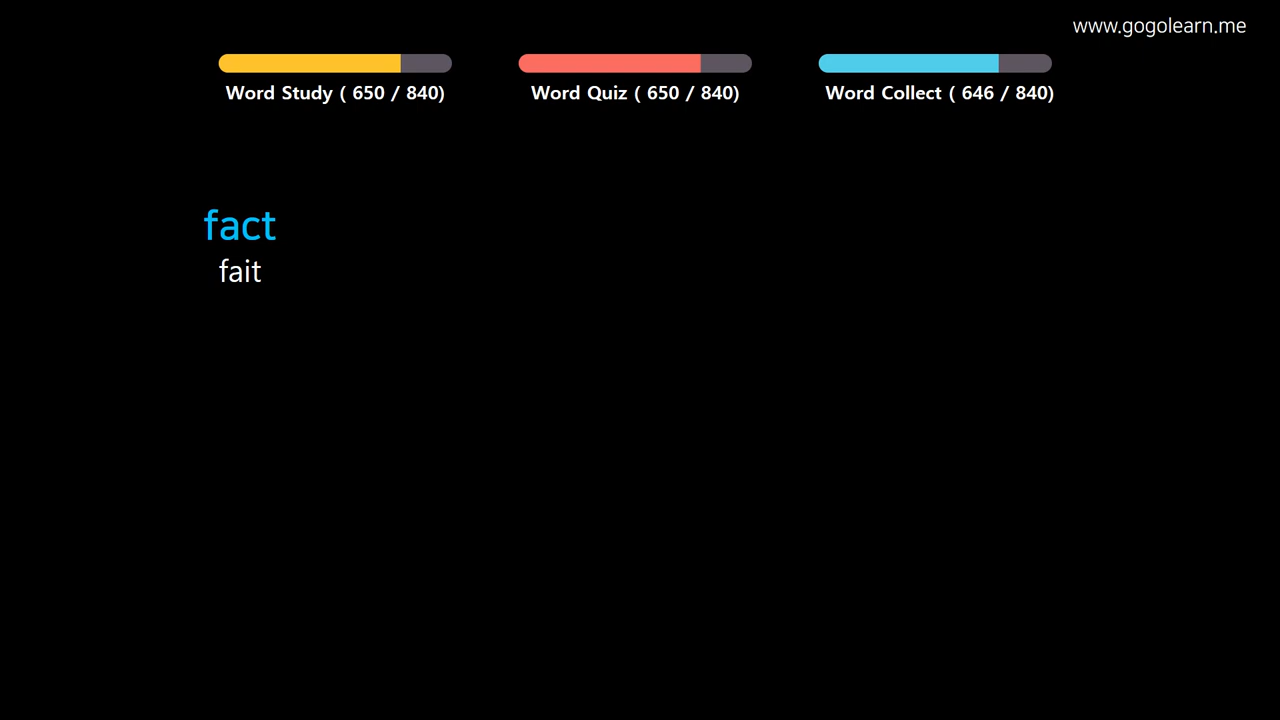 www.gogolearn.me
Word Study ( 650 / 840)
Word Quiz ( 650 / 840)
Word Collect ( 646 / 840)
fact
fait